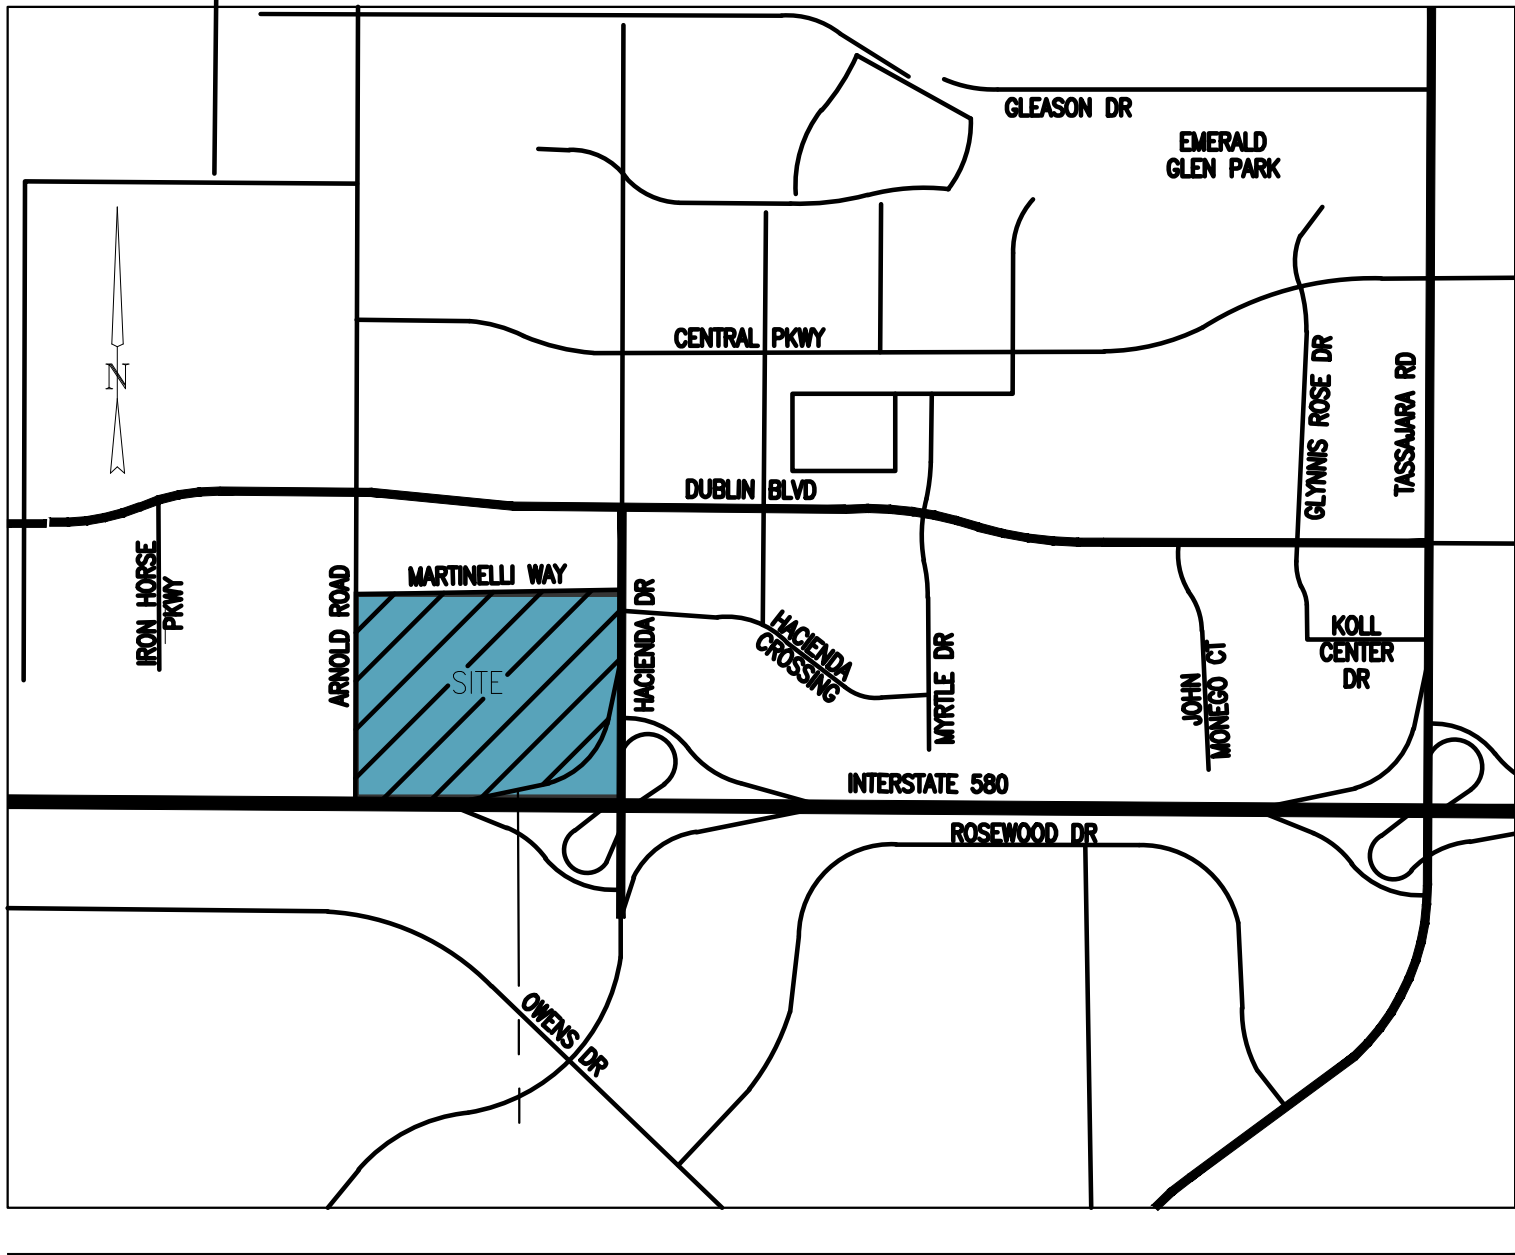 GLEASON DR
EMERALD
GLEN PARK
N
CENTRAL PKWY
GLYNNIS ROSE DR
TASSAJARA RD
DUBLIN BLVD
IRON HORSE
PKWY
ARNOLD ROAD
MARTINELLI WAY
HACIENDA DR
SITE
HACIENDA
CROSSING
MYRTLE DR
JOHN
MONEGO CT
KOLL
CENTER
DR
INTERSTATE 580
ROSEWOOD DR
OWENS DR